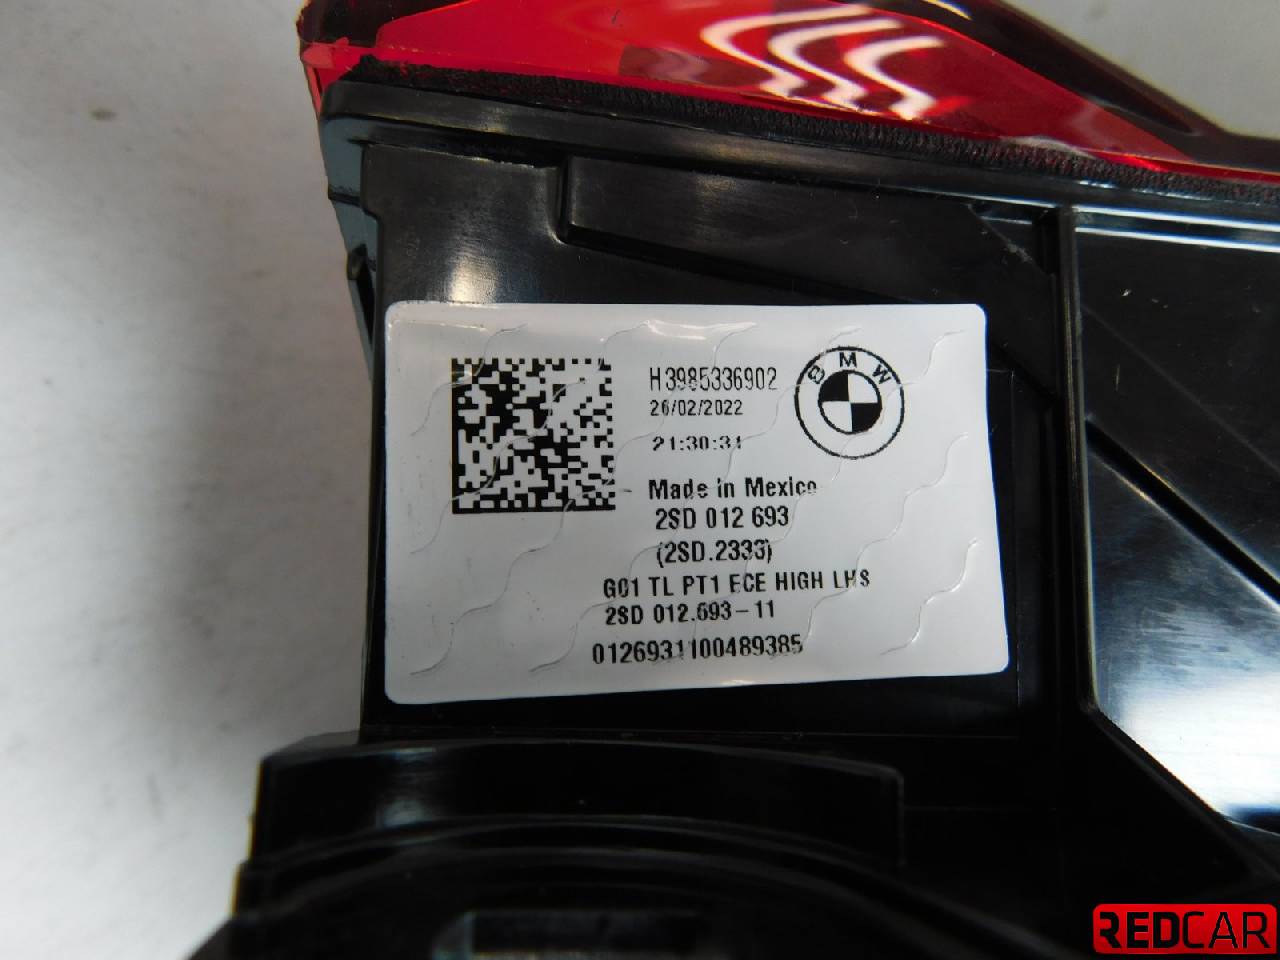 H3985336902
26/02/2022
21:30:31
BMW
Made in Mexico
2SD 012 693
(2SD.2333)
G01 TL PT1 ECE HIGH LHS
2SD 012.693-11
0126931100489385
REDCAR